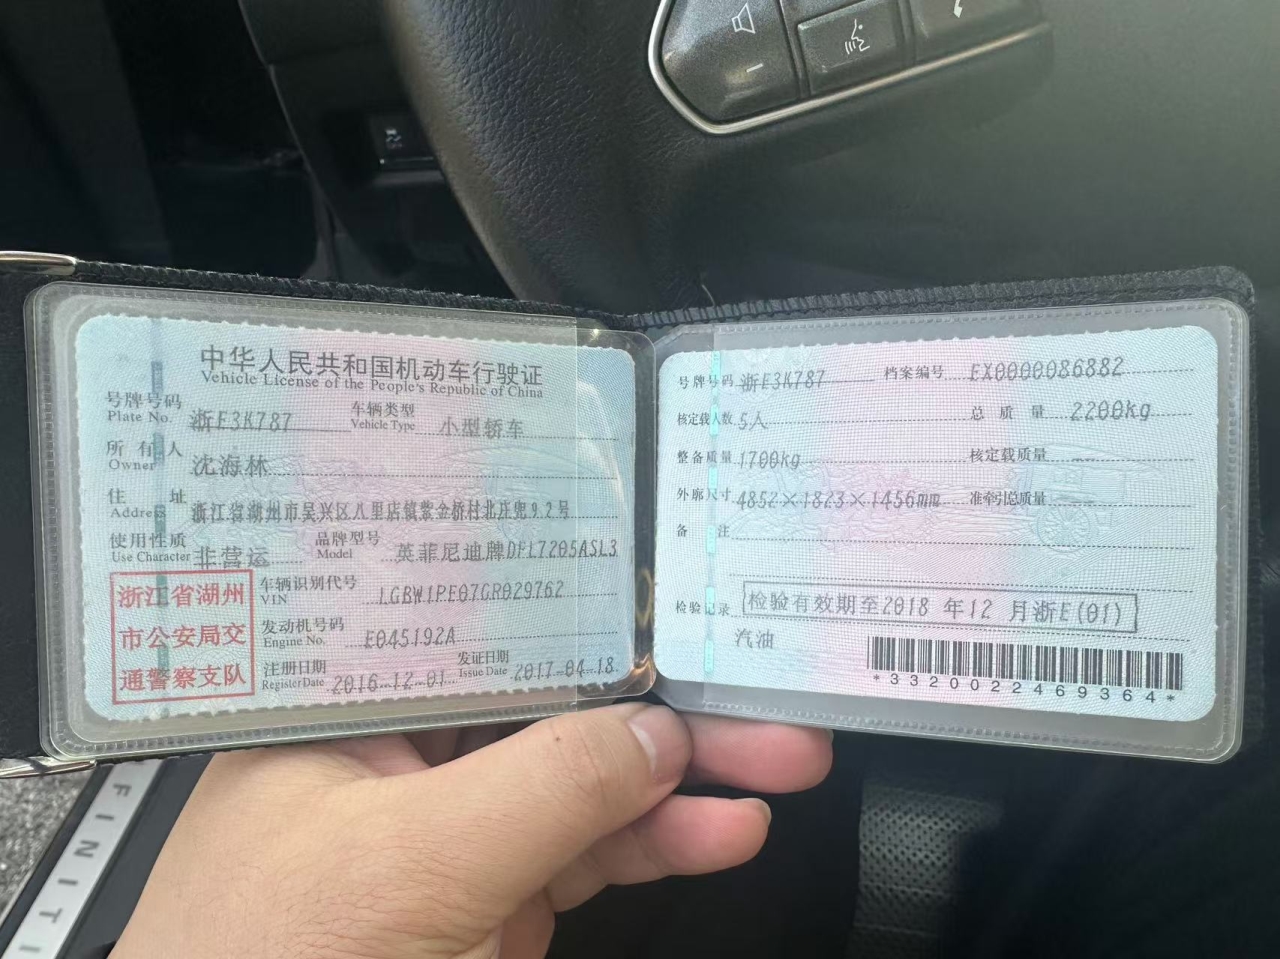 中华人民共和国机动车行驶证
Vehicle License of the People's Republic of China
号牌号码 浙E3K787 车辆类型 小型轿车
Plate No. Vehicle Type
所有人 沈海林
Owner
住址 浙江省湖州市吴兴区八里店镇紫金桥村北庄兜92号
Address
使用性质 非营运 品牌型号 英菲尼迪牌DFL7205ASL3
Use Character Model
浙江省湖州
市公安局交
通警察支队
车辆识别代号 LGBW1PE07GR029762
VIN
发动机号码 E045192A
Engine No.
注册日期 2016-12-01 发证日期 2017-04-18
Register Date Issue Date
号牌号码 浙E3K787 档案编号 EX0000086882
核定载人数 5人 总质量 2200kg
整备质量 1700kg 核定载质量 --
外廓尺寸 4852×1823×1456mm 准牵引总质量 --
备注
检验记录 检验有效期至2018年12月浙E(01)
汽油
*3320022469364*
FINITI